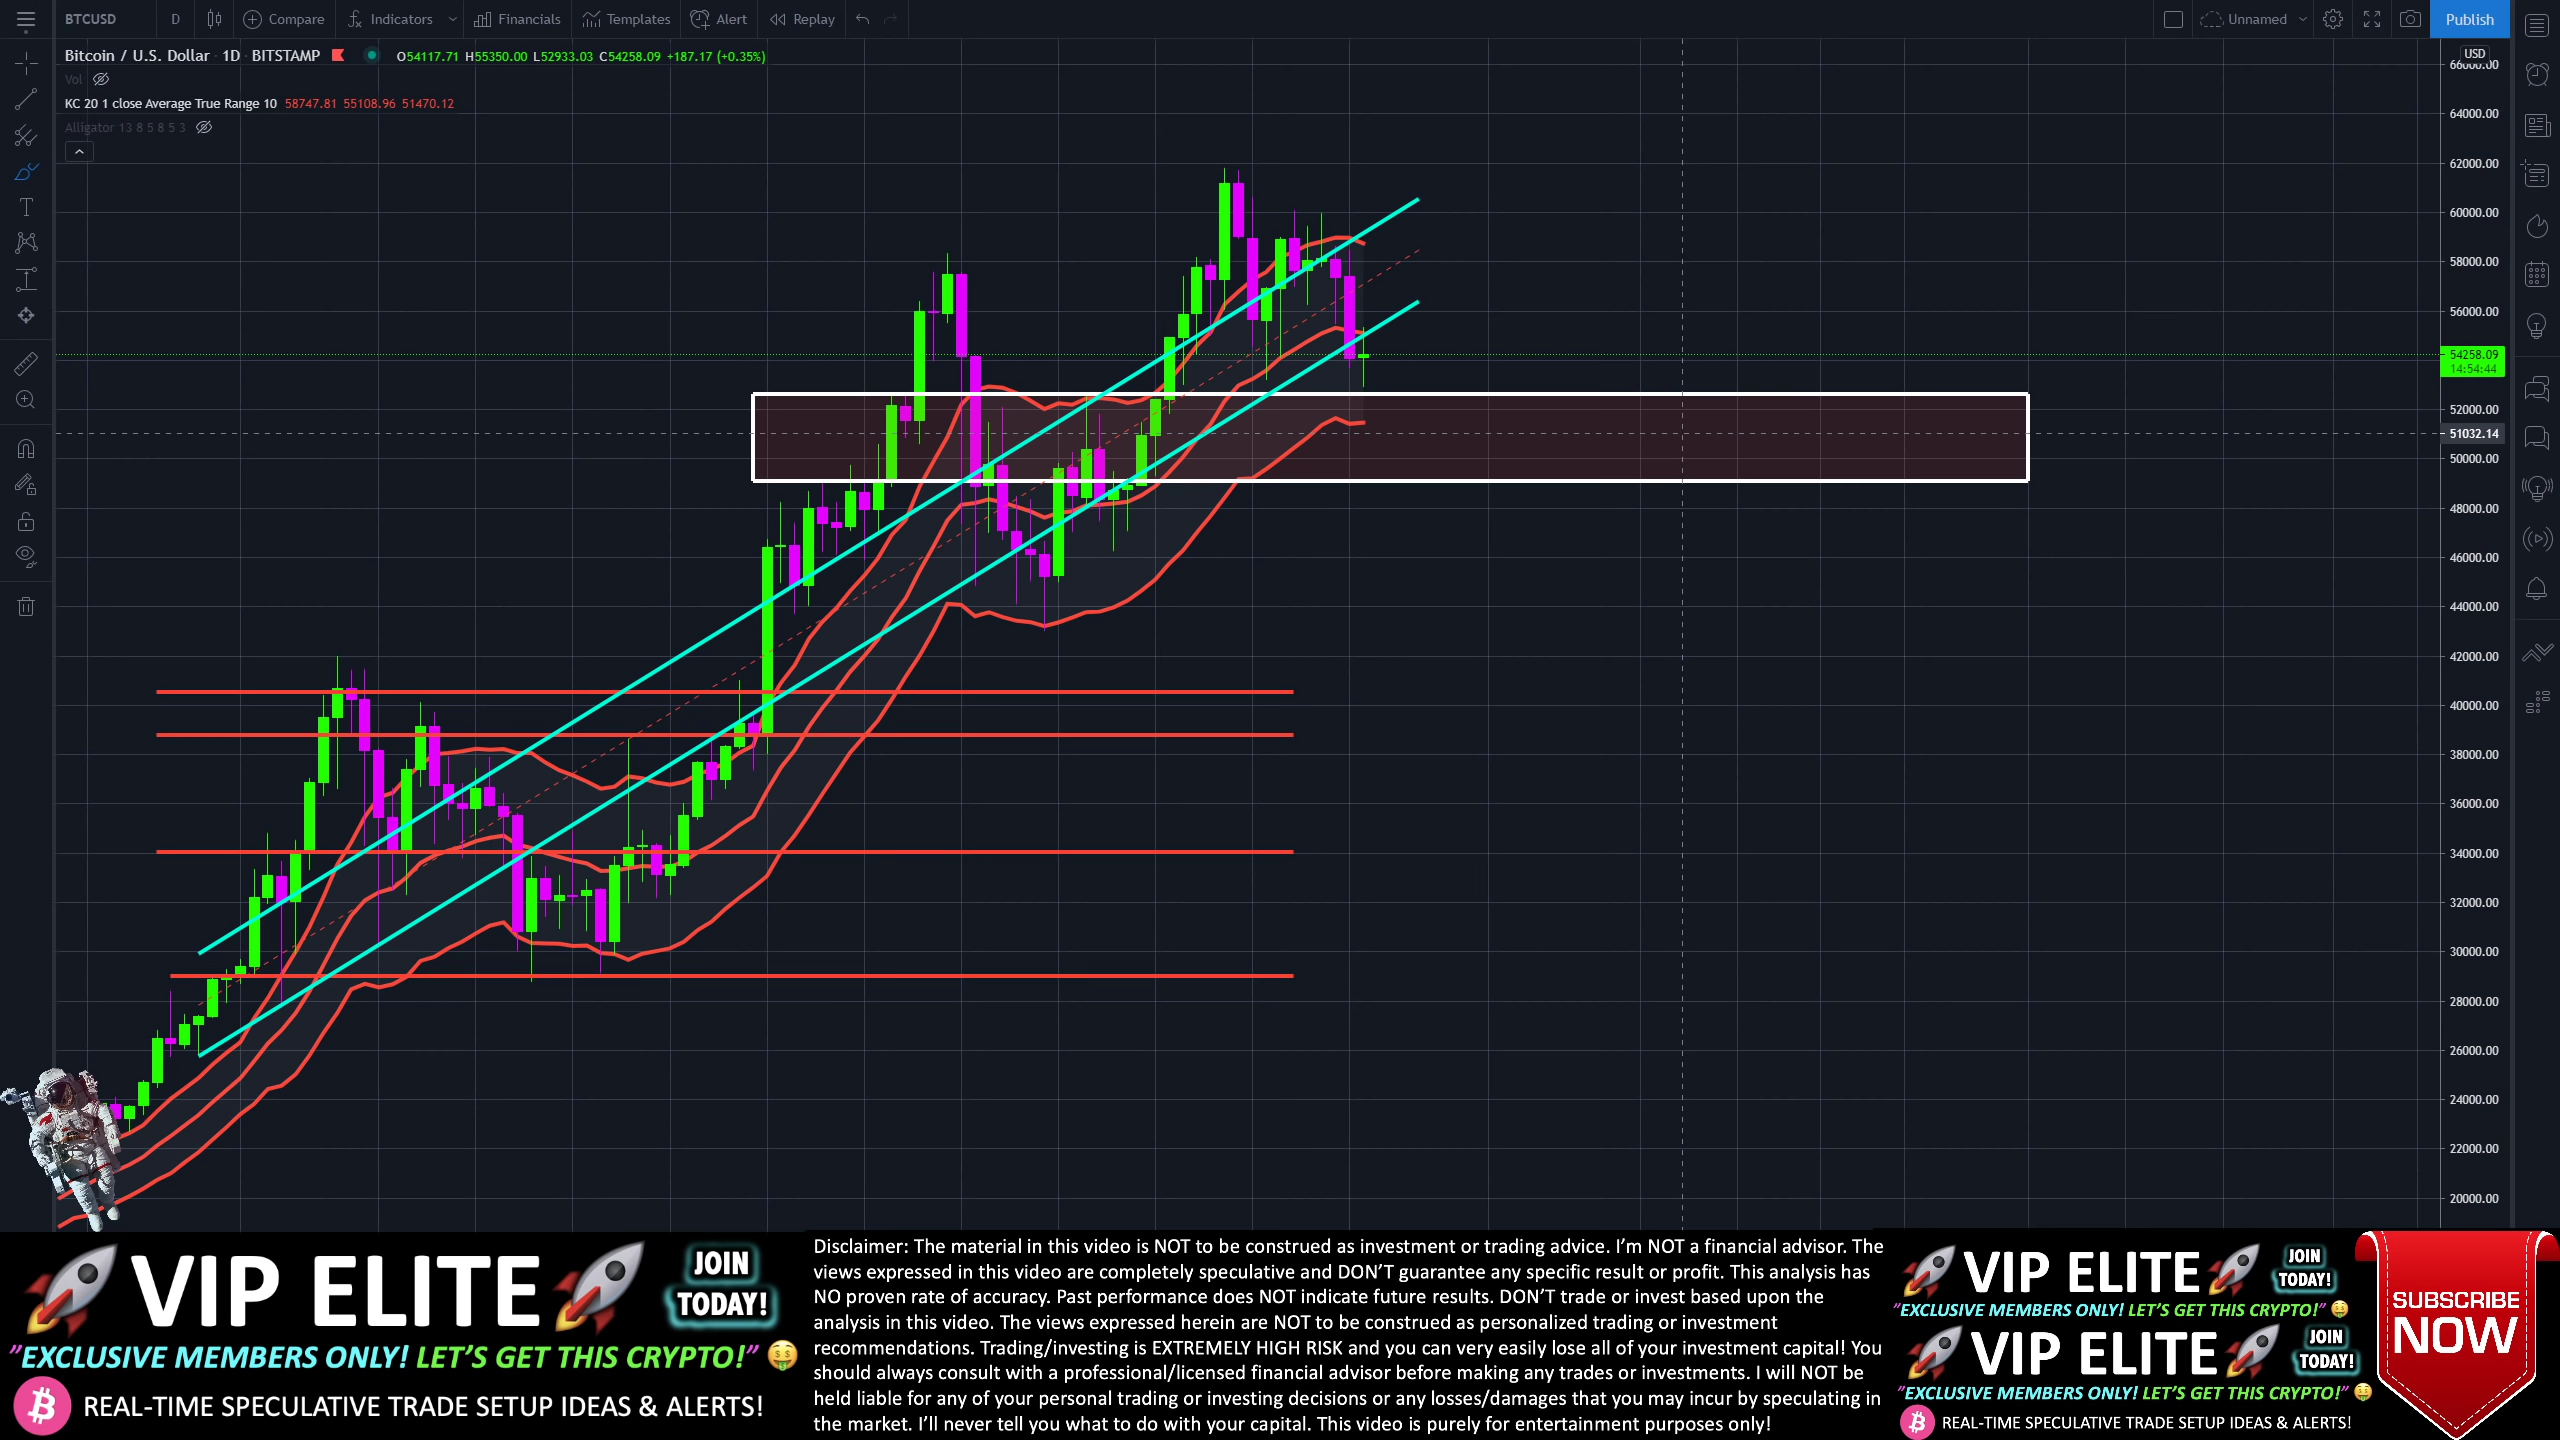 BTCUSD D Compare Indicators Financials Templates Alert Replay Unnamed Publish
Bitcoin / U.S. Dollar · 1D · BITSTAMP O54117.71 H55350.00 L52933.03 C54258.09 +187.17 (+0.35%)
Vol
KC 20 1 close Average True Range 10 58747.81 55108.96 51470.12
Alligator 13 8 5 8 5 3
USD
66000.00
64000.00
62000.00
60000.00
58000.00
56000.00
54258.09
14:54:44
52000.00
51032.14
50000.00
48000.00
46000.00
44000.00
42000.00
40000.00
38000.00
36000.00
34000.00
32000.00
30000.00
28000.00
26000.00
24000.00
22000.00
20000.00
VIP ELITE
JOIN
TODAY!
"EXCLUSIVE MEMBERS ONLY! LET'S GET THIS CRYPTO!"
REAL-TIME SPECULATIVE TRADE SETUP IDEAS & ALERTS!
Disclaimer: The material in this video is NOT to be construed as investment or trading advice. I'm NOT a financial advisor. The
views expressed in this video are completely speculative and DON'T guarantee any specific result or profit. This analysis has
NO proven rate of accuracy. Past performance does NOT indicate future results. DON'T trade or invest based upon the
analysis in this video. The views expressed herein are NOT to be construed as personalized trading or investment
recommendations. Trading/investing is EXTREMELY HIGH RISK and you can very easily lose all of your investment capital! You
should always consult with a professional/licensed financial advisor before making any trades or investments. I will NOT be
held liable for any of your personal trading or investing decisions or any losses/damages that you may incur by speculating in
the market. I'll never tell you what to do with your capital. This video is purely for entertainment purposes only!
VIP ELITE
JOIN
TODAY!
"EXCLUSIVE MEMBERS ONLY! LET'S GET THIS CRYPTO!"
VIP ELITE
JOIN
TODAY!
"EXCLUSIVE MEMBERS ONLY! LET'S GET THIS CRYPTO!"
REAL-TIME SPECULATIVE TRADE SETUP IDEAS & ALERTS!
SUBSCRIBE
NOW